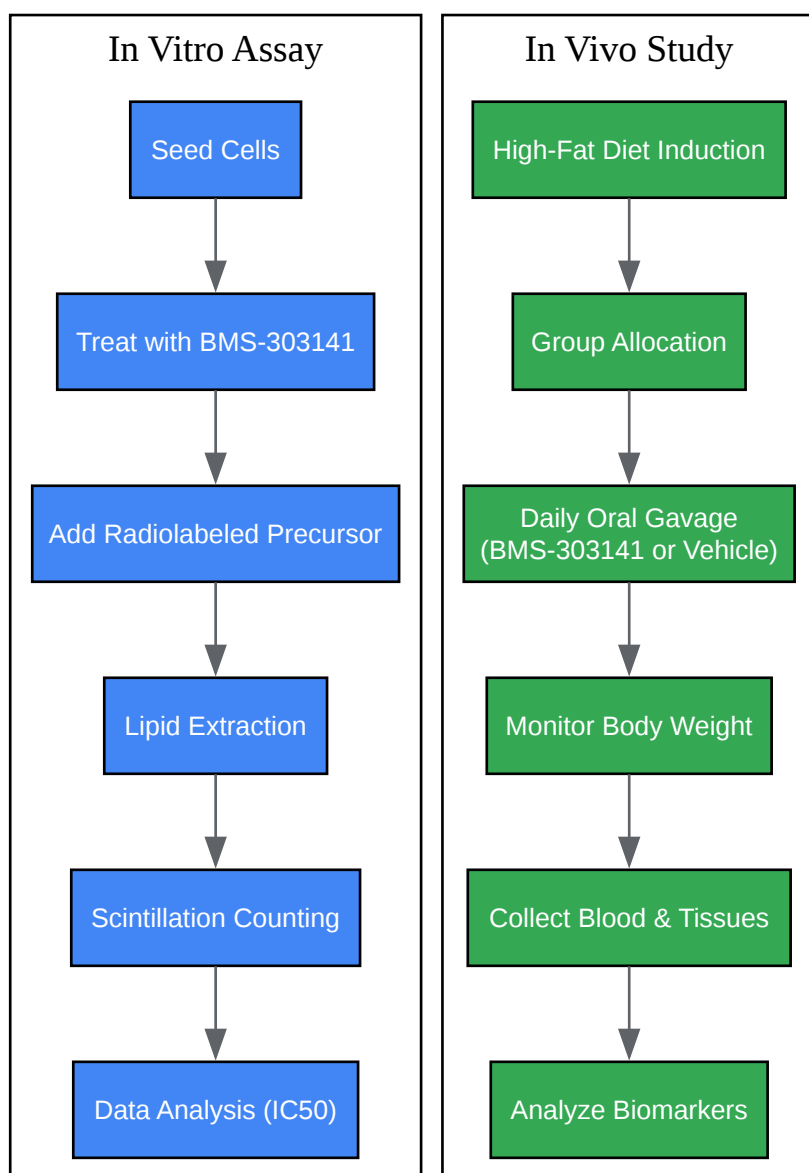 In Vitro Assay
Seed Cells
Treat with BMS-303141
Add Radiolabeled Precursor
Lipid Extraction
Scintillation Counting
Data Analysis (IC50)
In Vivo Study
High-Fat Diet Induction
Group Allocation
Daily Oral Gavage
(BMS-303141 or Vehicle)
Monitor Body Weight
Collect Blood & Tissues
Analyze Biomarkers